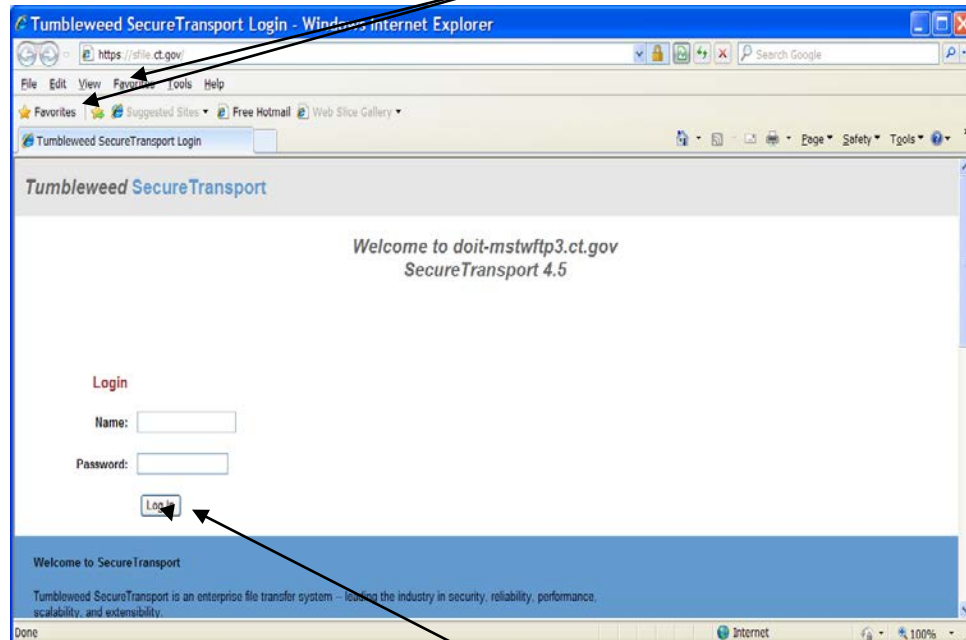 Tumbleweed SecureTransport Login - Windows Internet Explorer
https://sfile.ct.gov/
Search Google
File Edit View Favorites Tools Help
Favorites Suggested Sites Free Hotmail Web Slice Gallery
Tumbleweed SecureTransport Login
Page Safety Tools
Tumbleweed SecureTransport
Welcome to doit-mstwftp3.ct.gov
SecureTransport 4.5
Login
Name:
Password:
Log In
Welcome to SecureTransport
Tumbleweed SecureTransport is an enterprise file transfer system – leading the industry in security, reliability, performance,
scalability, and extensibility.
Done Internet 100%